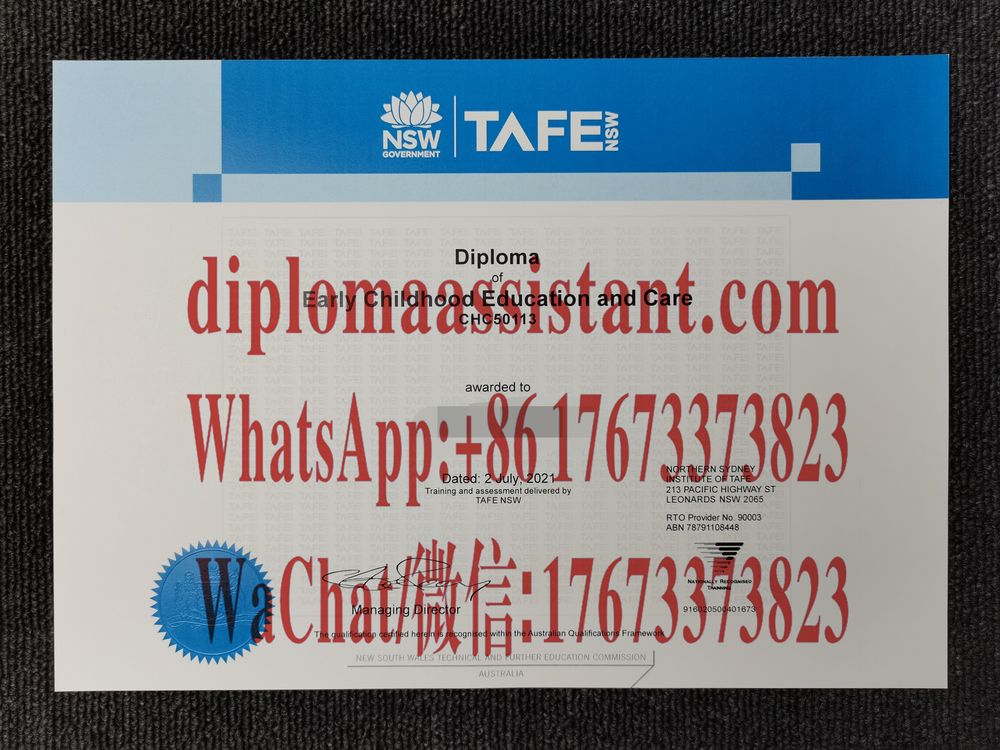 NSW
GOVERNMENT
TAFE NSW
Diploma
of
Early Childhood Education and Care
CHC50113
diplomaassistant.com
awarded to
WhatsApp:+86 17673373823
Dated: 2 July, 2021
Training and assessment delivered by
TAFE NSW
NORTHERN SYDNEY
INSTITUTE OF TAFE
213 PACIFIC HIGHWAY ST
LEONARDS NSW 2065
RTO Provider No. 90003
ABN 78791108448
NATIONALLY RECOGNISED
TRAINING
WaChat/微信:17673373823
Managing Director
916020500401673
The qualification certified herein is recognised within the Australian Qualifications Framework
NEW SOUTH WALES TECHNICAL AND FURTHER EDUCATION COMMISSION
AUSTRALIA